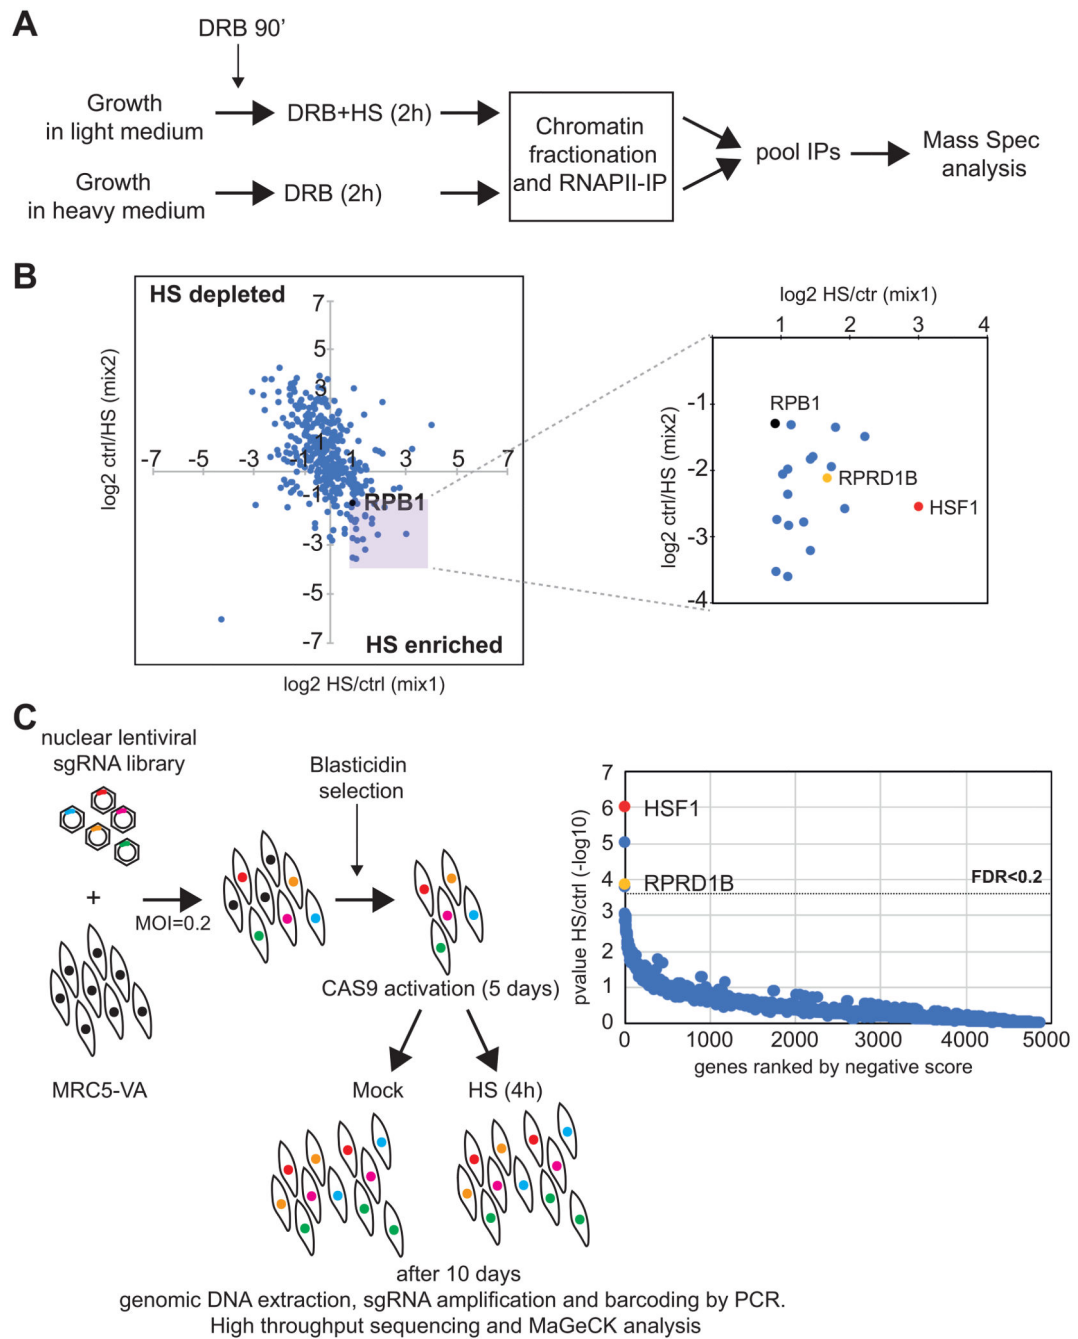 A
DRB 90’
Growth
in light medium
DRB+HS (2h)
Growth
in heavy medium
DRB (2h)
Chromatin
fractionation
and RNAPII-IP
pool IPs
Mass Spec
analysis
B
HS depleted
7
5
3
1
-7 -5 -3 -1 1 3 5 7
-1
RPB1
-3
-5
-7
HS enriched
log2 ctrl/HS (mix2)
log2 HS/ctrl (mix1)
log2 HS/ctr (mix1)
1 2 3 4
-1
RPB1
-2
RPRD1B
HSF1
-3
-4
log2 ctrl/HS (mix2)
C
nuclear lentiviral
sgRNA library
+
MOI=0.2
MRC5-VA
Blasticidin
selection
CAS9 activation (5 days)
Mock
HS (4h)
after 10 days
genomic DNA extraction, sgRNA amplification and barcoding by PCR.
High throughput sequencing and MaGeCK analysis
pvalue HS/ctrl (-log10)
7
6
HSF1
5
4
RPRD1B
FDR<0.2
3
2
1
0
0 1000 2000 3000 4000 5000
genes ranked by negative score